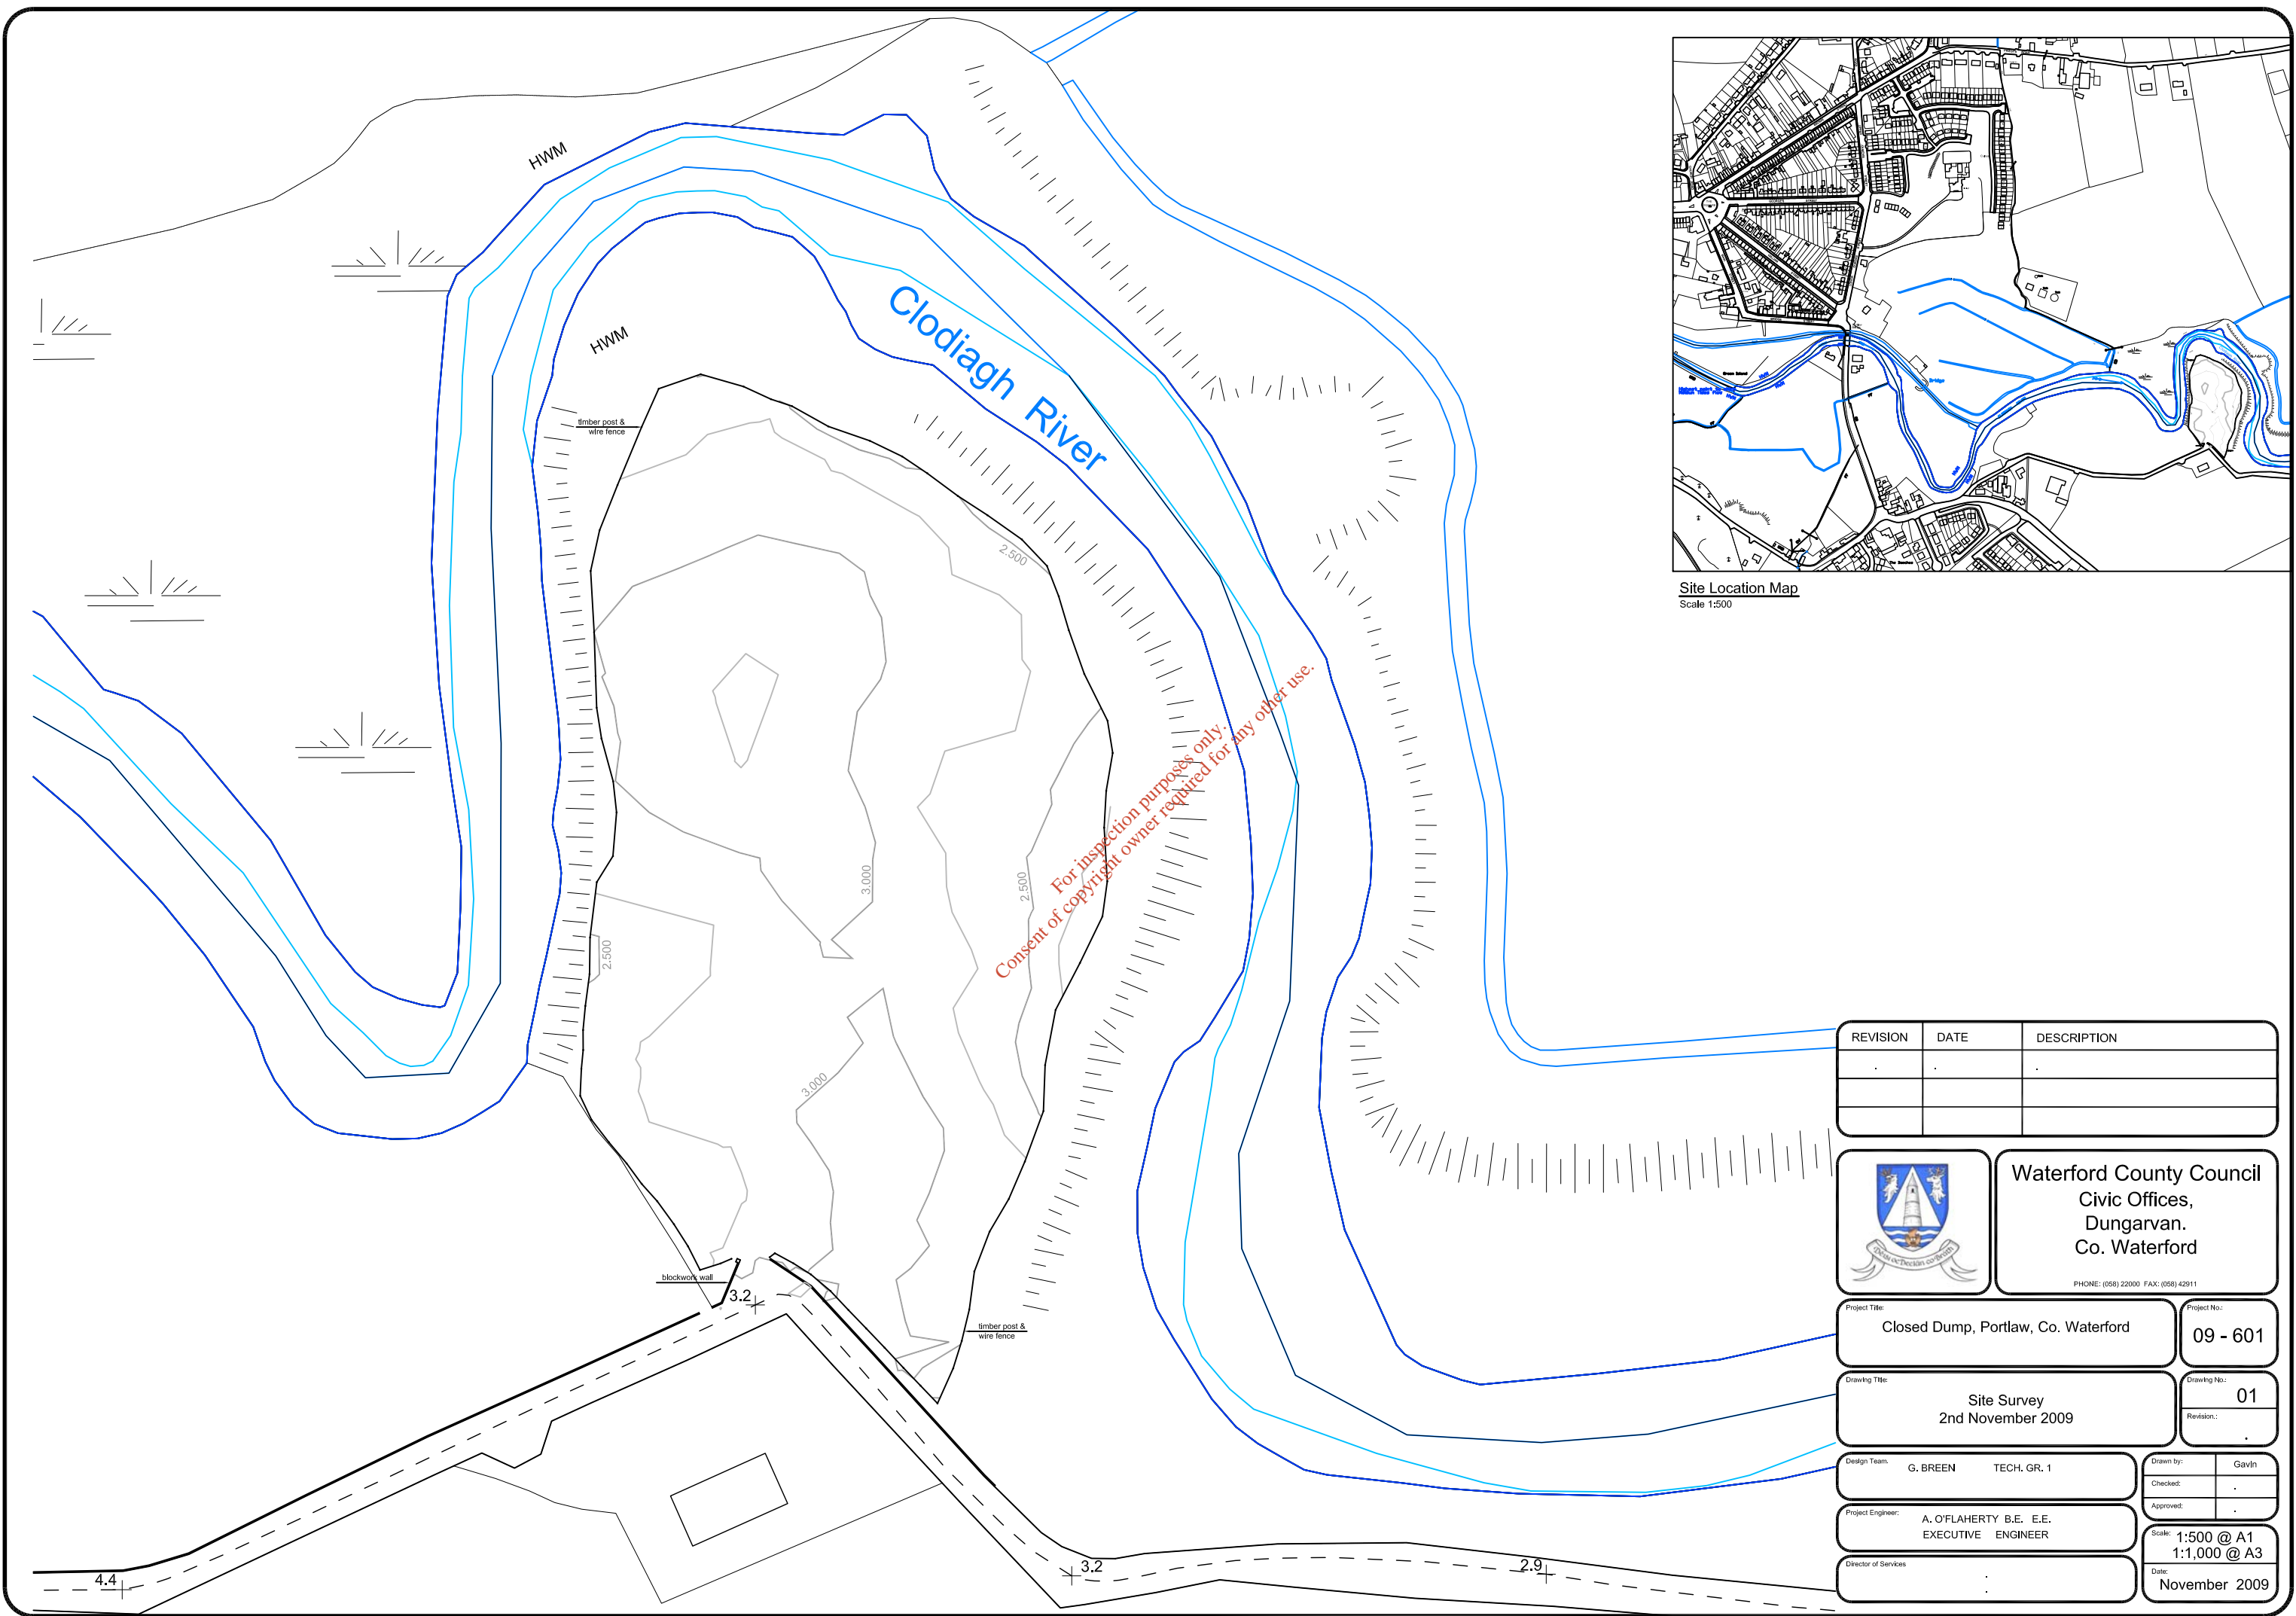 HWM
HWM
Clodiagh River
timber post &
wire fence
2.500
3.000
2.500
2.500
3.000
blockwork wall
3.2
timber post &
wire fence
4.4
3.2
2.9
For inspection purposes only.
Consent of copyright owner required for any other use.
Bridge
HWM
HWM
Site Location Map
Scale 1:500
REVISION DATE DESCRIPTION
. . .
Waterford County Council
Civic Offices,
Dungarvan.
Co. Waterford
PHONE: (058) 22000 FAX: (058) 42911
Project Title:
Closed Dump, Portlaw, Co. Waterford
Project No.:
09 - 601
Drawing Title:
Site Survey
2nd November 2009
Drawing No.:
01
Revision.:
.
Design Team.
G. BREEN TECH. GR. 1
Drawn by: Gavin
Checked: .
Approved: .
Project Engineer:
A. O'FLAHERTY B.E. E.E.
EXECUTIVE ENGINEER
Scale: 1:500 @ A1
1:1,000 @ A3
Director of Services
:
Date:
November 2009